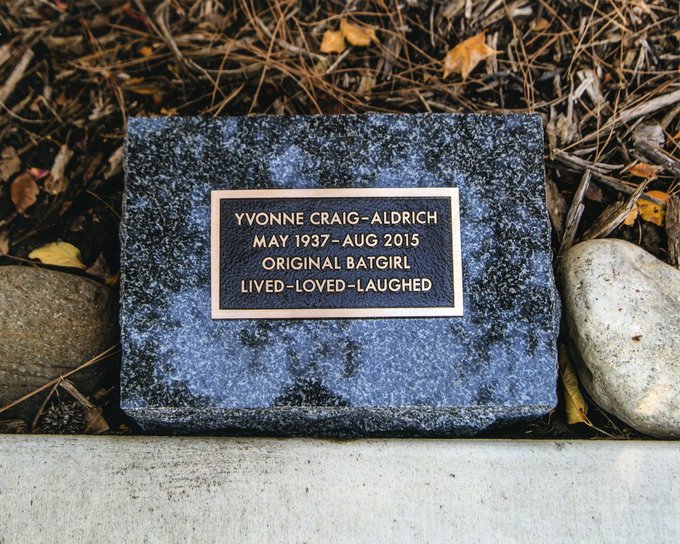 YVONNE CRAIG-ALDRICH
MAY 1937-AUG 2015
ORIGINAL BATGIRL
LIVED-LOVED-LAUGHED